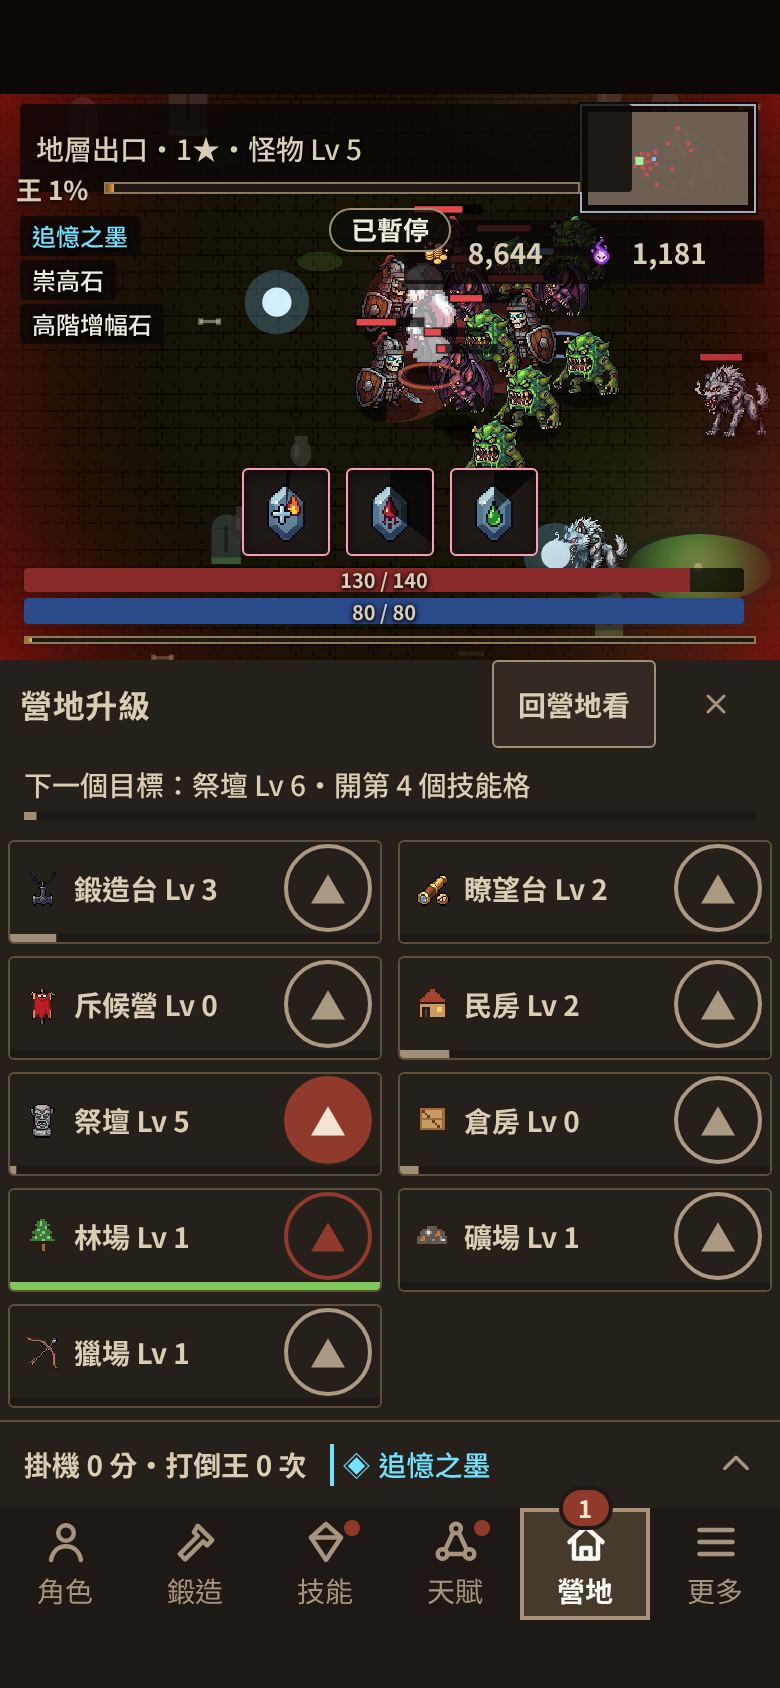 地層出口・1★・怪物 Lv 5
王 1%
已暫停
追憶之墨
8,644
1,181
崇高石
高階增幅石
130 / 140
80 / 80
營地升級
回營地看
×
下一個目標：祭壇 Lv 6・開第 4 個技能格
鍛造台 Lv 3
瞭望台 Lv 2
斥候營 Lv 0
民房 Lv 2
祭壇 Lv 5
倉房 Lv 0
林場 Lv 1
礦場 Lv 1
獵場 Lv 1
掛機 0 分・打倒王 0 次
◈ 追憶之墨
1
角色
鍛造
技能
天賦
營地
更多